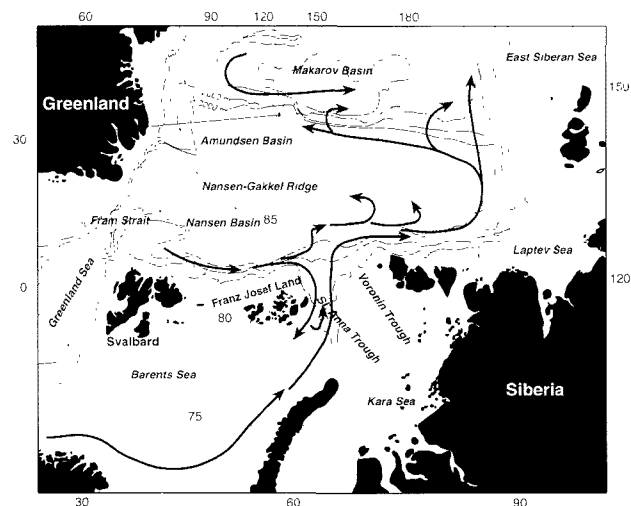 60 90 120 150 180
East Siberan Sea
Makarov Basin
150
Greenland
30
Amundsen Basin
Nansen-Gakkel Ridge
Fram Strait
Nansen Basin
85
Laptev Sea
Greenland Sea
0
120
Franz Josef Land
Voronin Trough
80
St. Anna Trough
Svalbard
Barents Sea
Siberia
Kara Sea
75
30 60 90